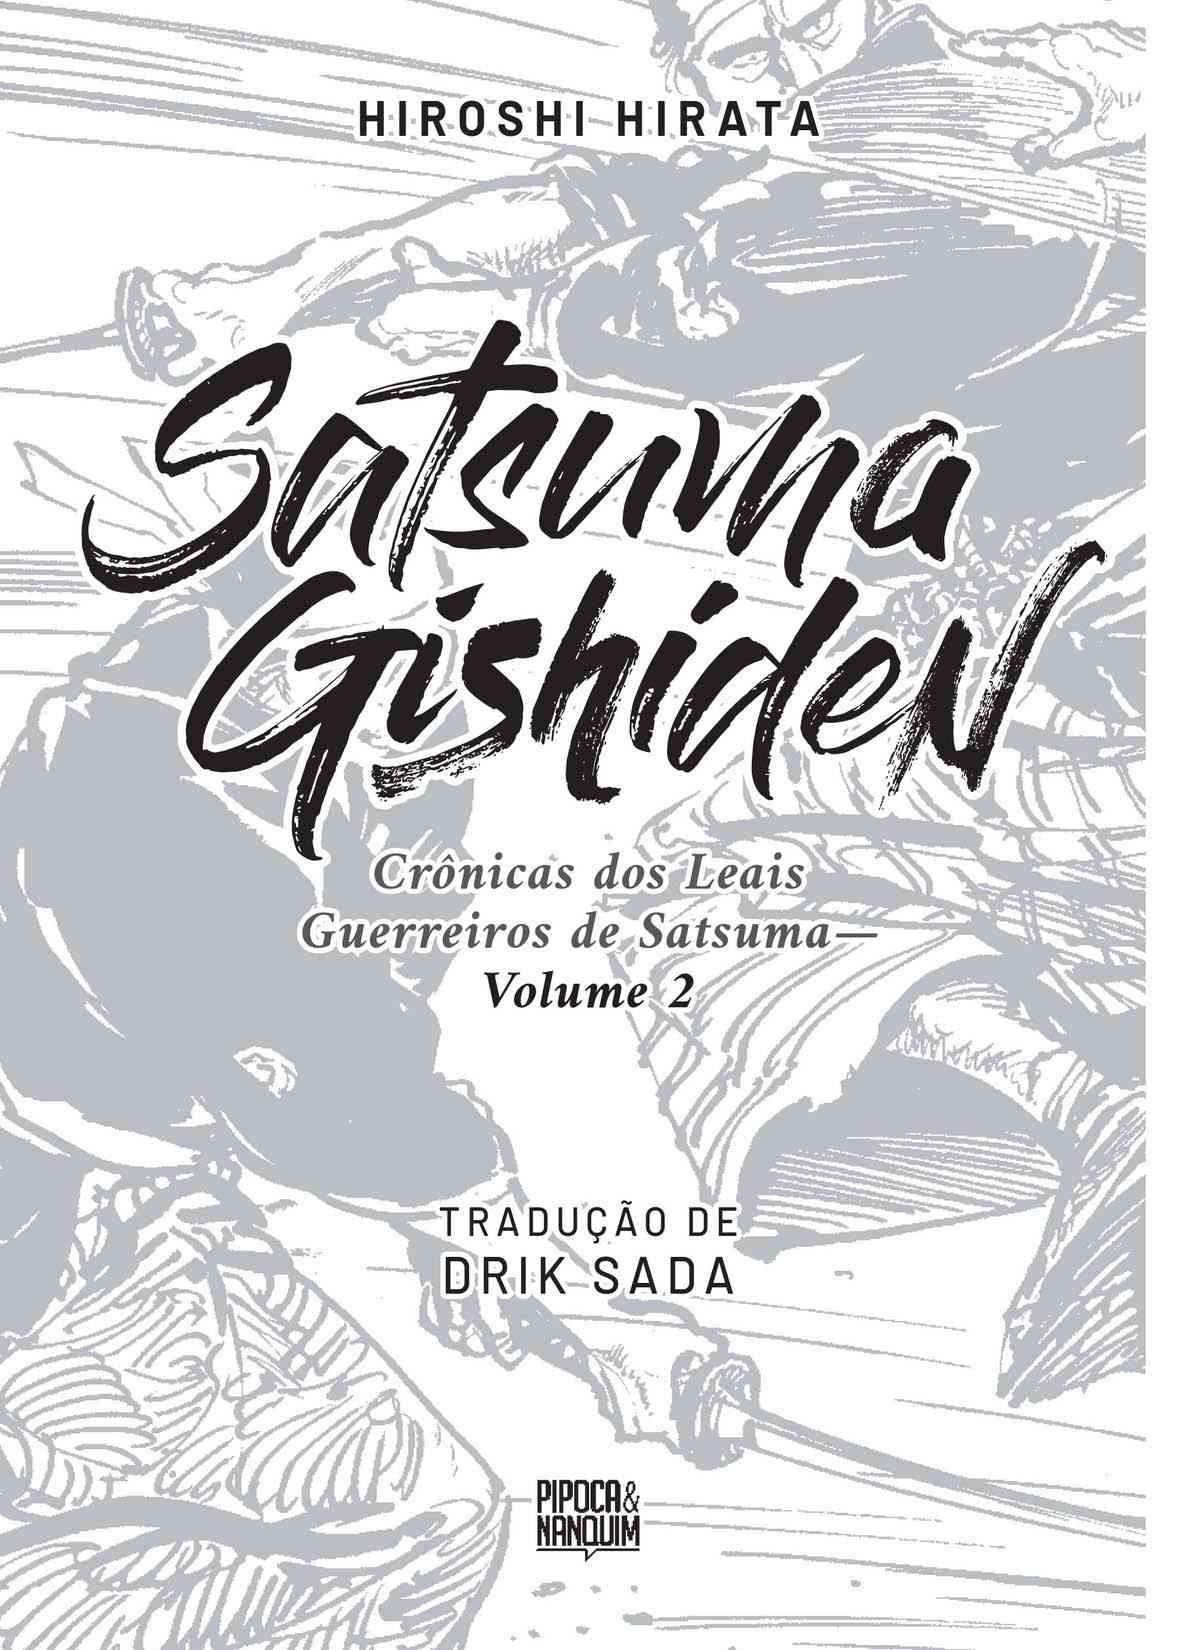 HIROSHI HIRATA
Satsuma
Gishiden
Crônicas dos Leais
Guerreiros de Satsuma—
Volume 2
TRADUÇÃO DE
DRIK SADA
PIPOCA &
NANQUIM